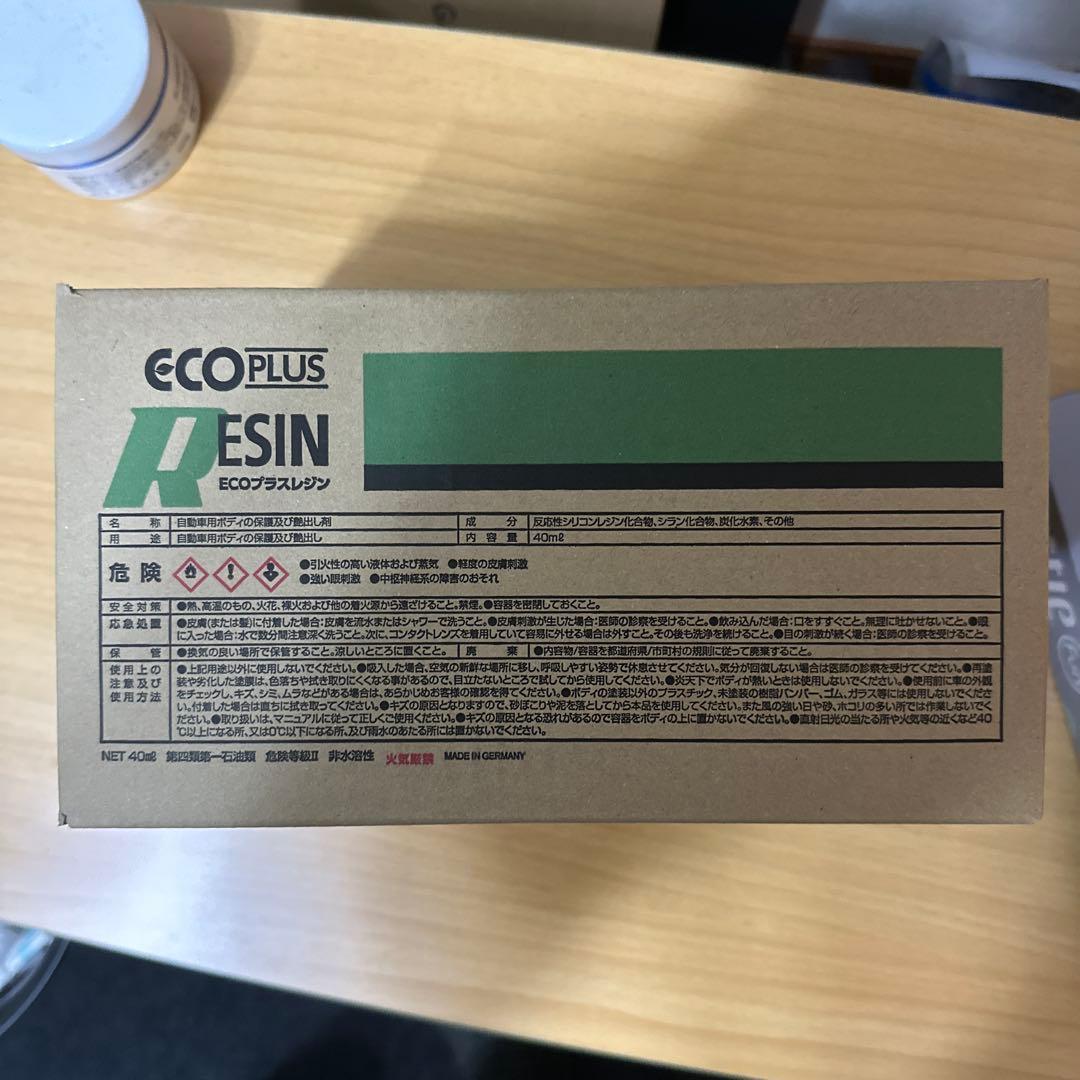 ECO PLUS
RESIN
ECOプラスレジン
名称 自動車用ボディの保護及び艶出し剤 成分 反応性シリコンレジン化合物、シラン化合物、炭化水素、その他
用途 自動車用ボディの保護及び艶出し 内容量 40mℓ
危険 ●引火性の高い液体および蒸気 ●軽度の皮膚刺激
●強い眼刺激 ●中枢神経系の障害のおそれ
安全対策 ●熱、高温のもの、火花、裸火および他の着火源から遠ざけること。禁煙。●容器を密閉しておくこと。
応急処置 ●皮膚(または髪)に付着した場合:皮膚を流水またはシャワーで洗うこと。●皮膚刺激が生じた場合:医師の診察を受けること。●飲み込んだ場合:口をすすぐこと。無理に吐かせないこと。●眼
に入った場合:水で数分間注意深く洗うこと。次に、コンタクトレンズを着用していて容易に外せる場合は外すこと。その後も洗浄を続けること。●目の刺激が続く場合:医師の診察を受けること。
保管 ●換気の良い場所で保管すること。涼しいところに置くこと。 廃棄 ●内容物/容器を都道府県/市町村の規則に従って廃棄すること。
使用上の注意及び使用方法 ●上記用途以外に使用しないでください。●吸入した場合、空気の新鮮な場所に移し、呼吸しやすい姿勢で休息させてください。気分が回復しない場合は医師の診察を受けてください。●再塗
装や劣化した塗膜は、色落ちや拭き取りにくくなる事があるので、目立たないところで試してから使用してください。●炎天下でボディが熱いときは使用しないでください。●使用前に車の外観
をチェックし、キズ、シミ、ムラなどがある場合は、あらかじめお客様の確認を得てください。●ボディの塗装以外のプラスチック、未塗装の樹脂バンパー、ゴム、ガラス等には使用しないでくださ
い。付着した場合は直ちに拭き取ってください。●キズの原因となりますので、砂ぼこりや泥を落としてから本品を使用してください。また風の強い日や砂、ホコリの多い所では作業しないでくだ
さい。●取り扱いは、マニュアルに従って正しくご使用ください。●キズの原因となる恐れがあるので容器をボディの上に置かないでください。●直射日光の当たる所や火気等の近くなど40
℃以上になる所、又は0℃以下になる所、及び雨水のあたる所には置かないでください。
NET 40mℓ 第四類第一石油類 危険等級Ⅱ 非水溶性 火気厳禁 MADE IN GERMANY